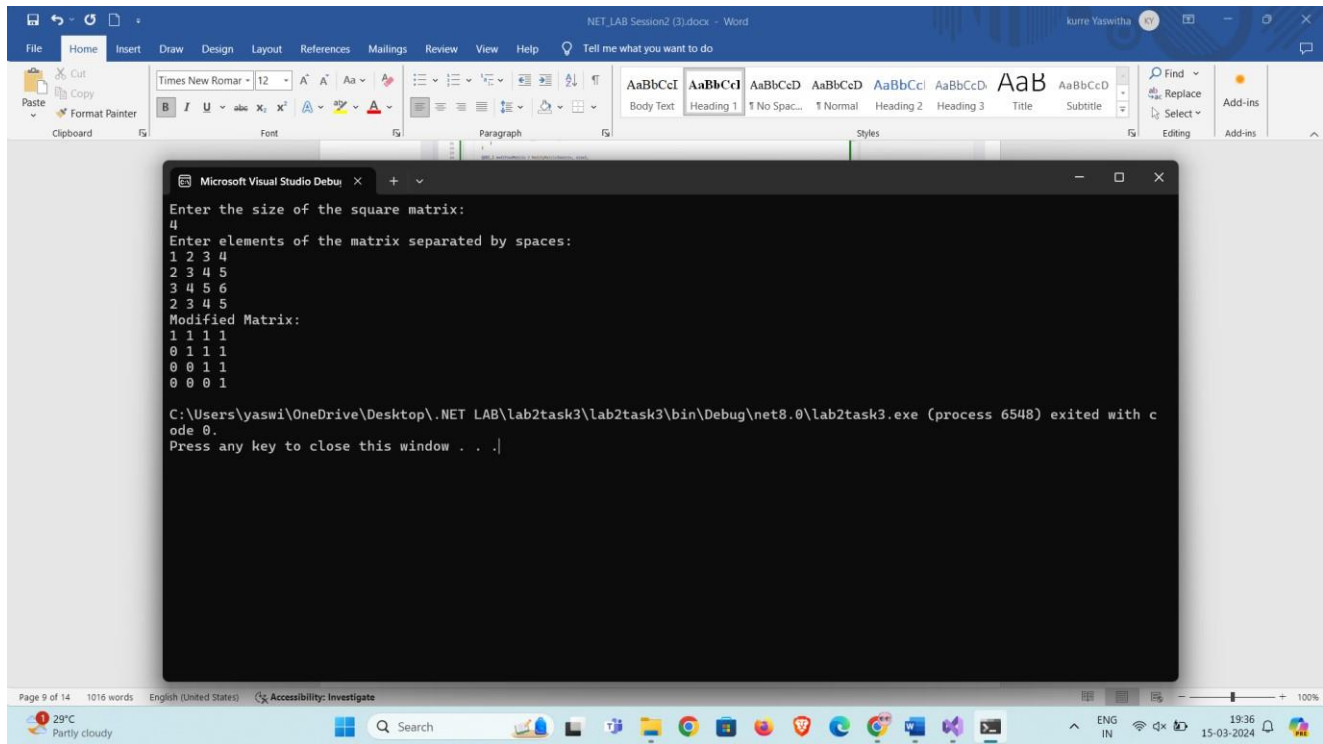 NET_LAB Session2 (3).docx - Word
kurre Yaswitha KY
File Home Insert Draw Design Layout References Mailings Review View Help Tell me what you want to do
Paste
Cut
Copy
Format Painter
Clipboard
Times New Romar 12
Font
Paragraph
AaBbCcI AaBbCcI AaBbCcD AaBbCcD AaBbCcI AaBbCcD AaB AaBbCcD
Body Text Heading 1 ¶ No Spac... ¶ Normal Heading 2 Heading 3 Title Subtitle
Styles
Find
Replace
Select
Editing
Add-ins
Add-ins
Microsoft Visual Studio Debu
Enter the size of the square matrix:
4
Enter elements of the matrix separated by spaces:
1 2 3 4
2 3 4 5
3 4 5 6
2 3 4 5
Modified Matrix:
1 1 1 1
0 1 1 1
0 0 1 1
0 0 0 1
C:\Users\yaswi\OneDrive\Desktop\.NET LAB\lab2task3\lab2task3\bin\Debug\net8.0\lab2task3.exe (process 6548) exited with c
ode 0.
Press any key to close this window . . .
Page 9 of 14 1016 words English (United States) Accessibility: Investigate 100%
1 29°C
Partly cloudy
Search
ENG
IN
19:36
15-03-2024